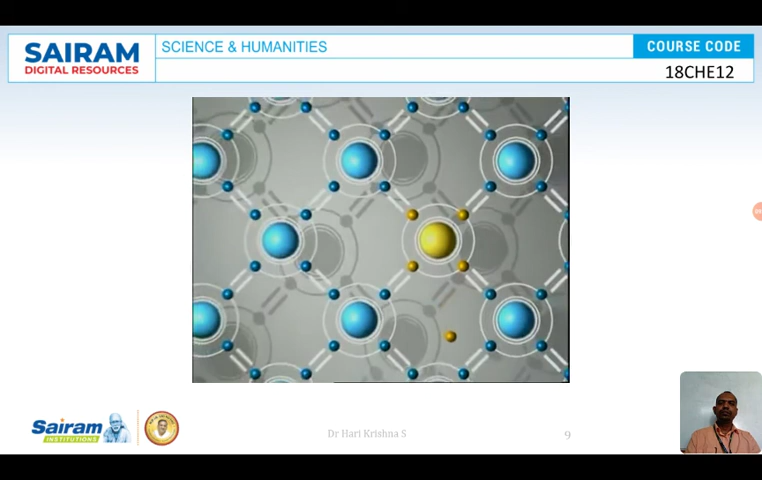 SAIRAM
DIGITAL RESOURCES
SCIENCE & HUMANITIES
COURSE CODE
18CHE12
Sairam
INSTITUTIONS
Dr Hari Krishna S
9